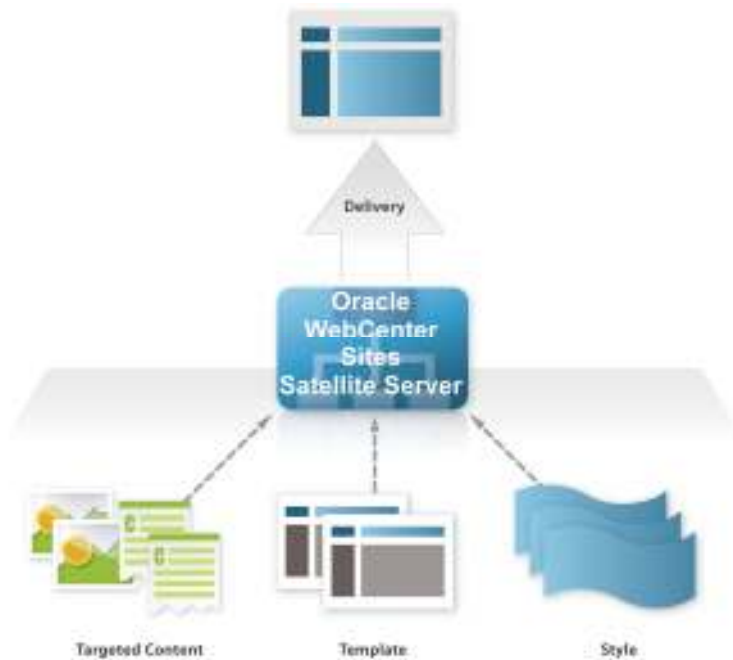 Delivery
Oracle
WebCenter
Sites
Satellite Server
Targeted Content
Template
Style